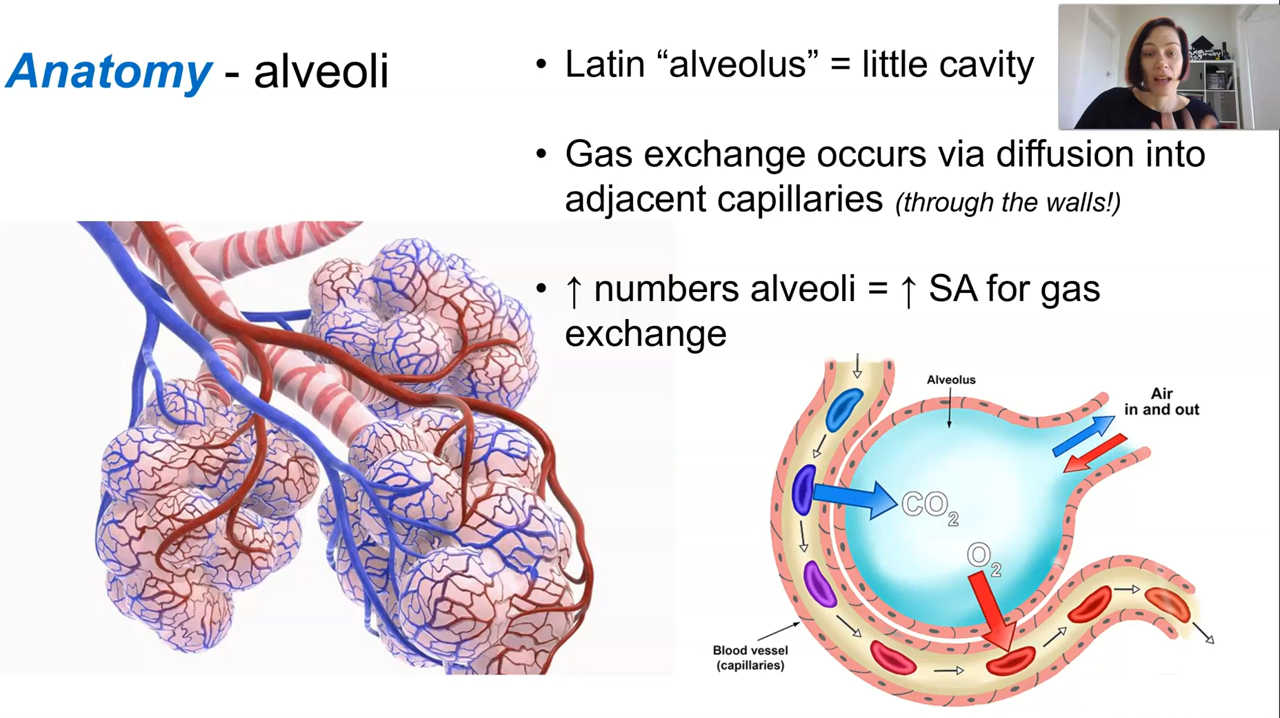 Anatomy - alveoli
• Latin “alveolus” = little cavity
• Gas exchange occurs via diffusion into
adjacent capillaries (through the walls!)
• ↑ numbers alveoli = ↑ SA for gas
exchange
Alveolus
Air
in and out
CO₂
O₂
Blood vessel
(capillaries)